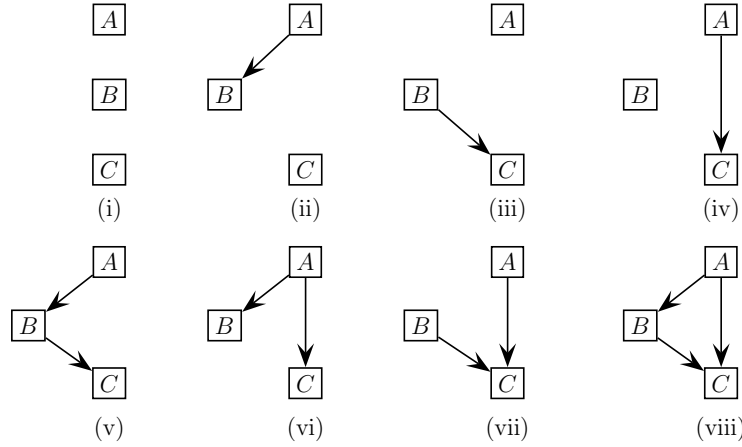 A A A A
B B B B
C C C C
(i) (ii) (iii) (iv)
A A A A
B B B B
C C C C
(v) (vi) (vii) (viii)